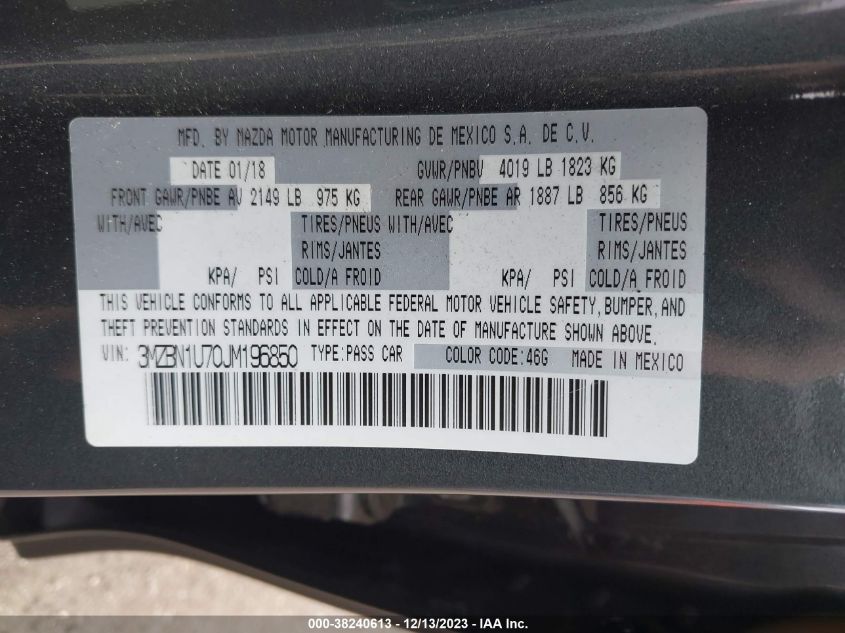 MFD. BY MAZDA MOTOR MANUFACTURING DE MEXICO S.A. DE C.V.
DATE 01/18 GVWR/PNBV 4019 LB 1823 KG
FRONT GAWR/PNBE AV 2149 LB 975 KG REAR GAWR/PNBE AR 1887 LB 856 KG
WITH/AVEC TIRES/PNEUS WITH/AVEC TIRES/PNEUS
RIMS/JANTES RIMS/JANTES
KPA/ PSI COLD/A FROID KPA/ PSI COLD/A FROID
THIS VEHICLE CONFORMS TO ALL APPLICABLE FEDERAL MOTOR VEHICLE SAFETY, BUMPER, AND
THEFT PREVENTION STANDARDS IN EFFECT ON THE DATE OF MANUFACTURE SHOWN ABOVE.
VIN: 3MZBN1U70JM196850 TYPE:PASS CAR COLOR CODE:46G MADE IN MEXICO
000-38240613 - 12/13/2023 - IAA Inc.